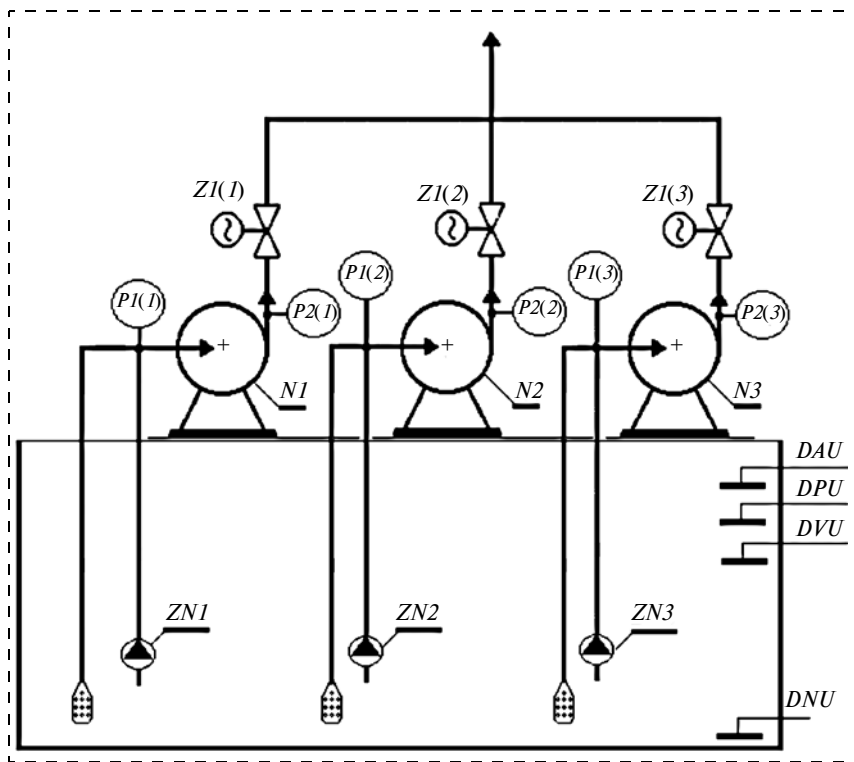 Z1(1)
Z1(2)
Z1(3)
P1(1)
P1(2)
P1(3)
P2(1)
P2(2)
P2(3)
+
+
+
N1
N2
N3
DAU
DPU
DVU
ZN1
ZN2
ZN3
DNU